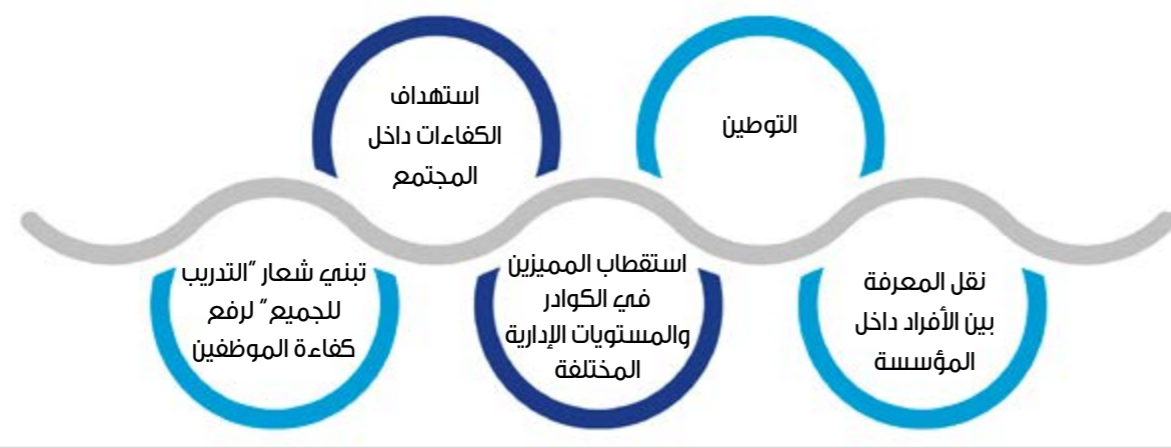 التوطين
استهداف
الكفاءات داخل
المجتمع
نقل المعرفة
بين الأفراد داخل
المؤسسة
استقطاب المميزين
في الكوادر
والمستويات الإدارية
المختلفة
تبني شعار "التدريب
للجميع" لرفع
كفاءة الموظفين